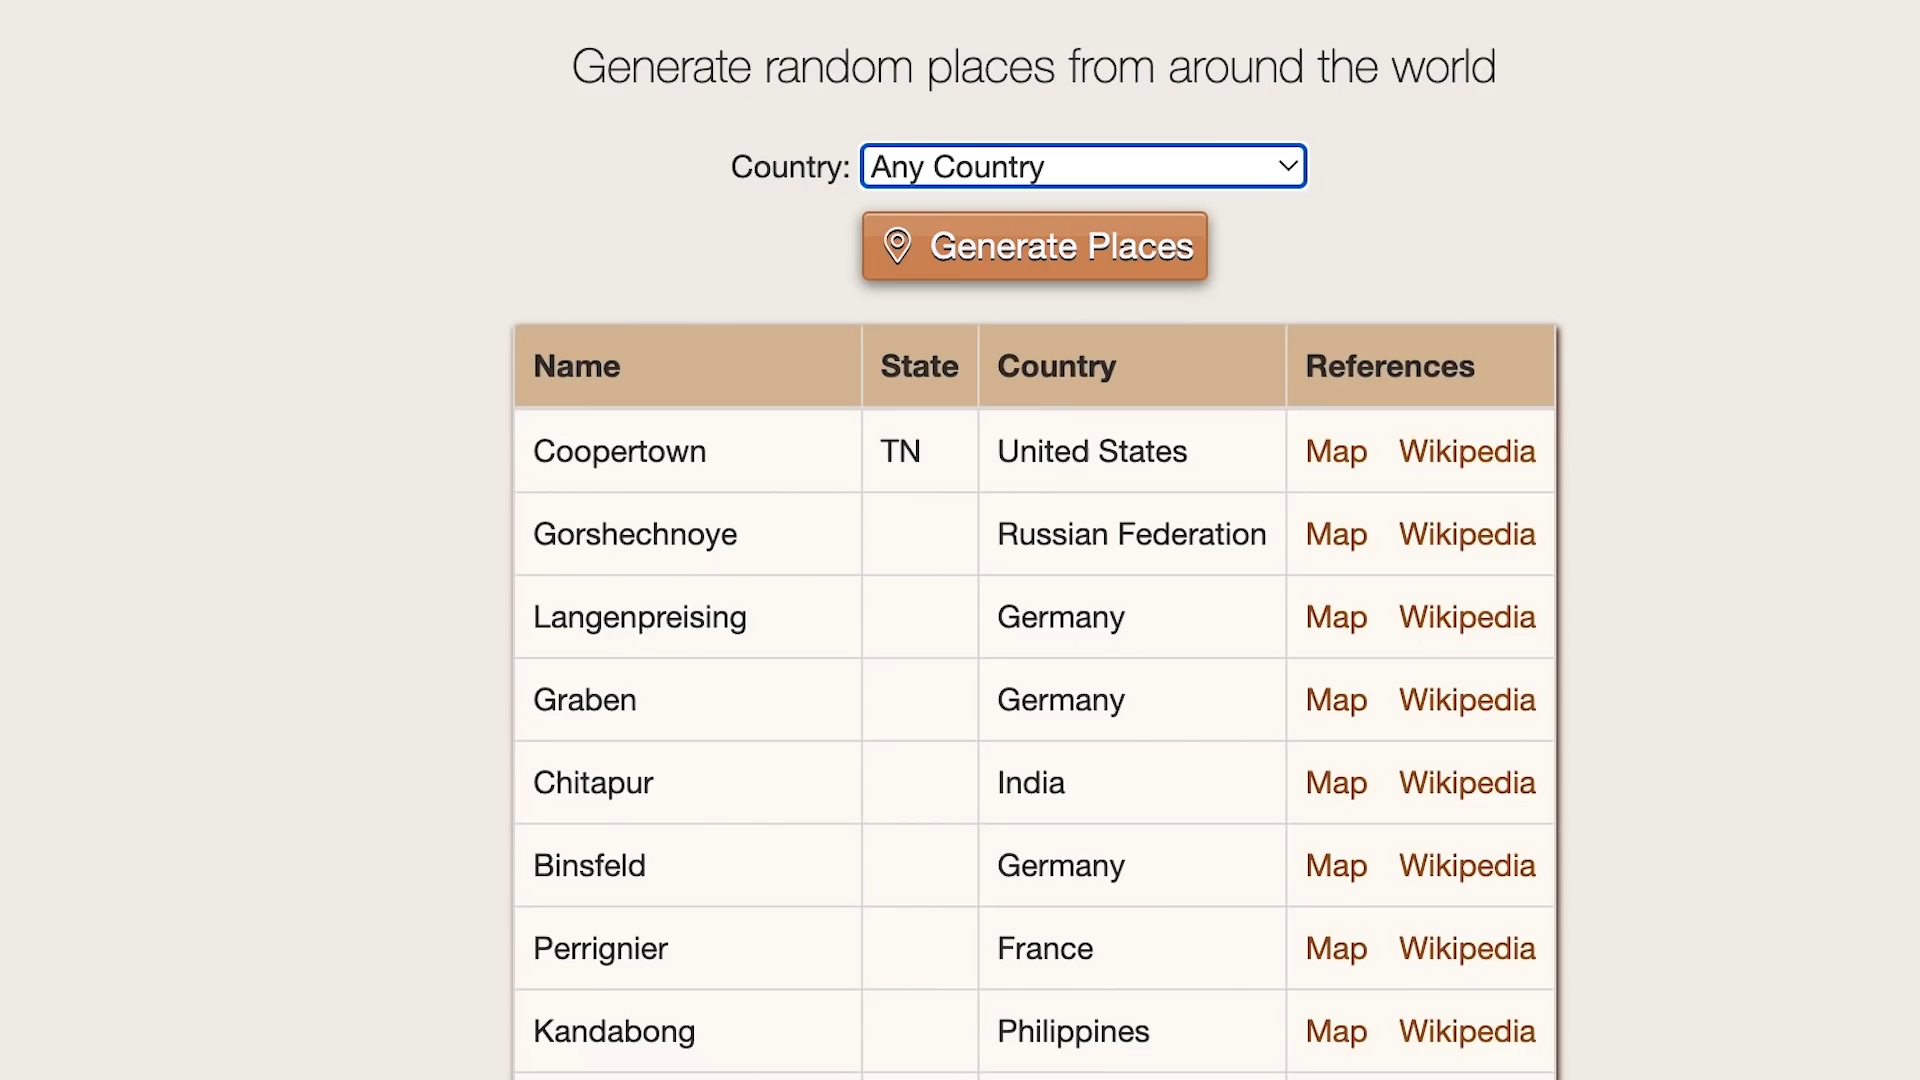 Generate random places from around the world
Country: Any Country
Generate Places
Name State Country References
Coopertown TN United States Map Wikipedia
Gorshechnoye Russian Federation Map Wikipedia
Langenpreising Germany Map Wikipedia
Graben Germany Map Wikipedia
Chitapur India Map Wikipedia
Binsfeld Germany Map Wikipedia
Perrignier France Map Wikipedia
Kandabong Philippines Map Wikipedia